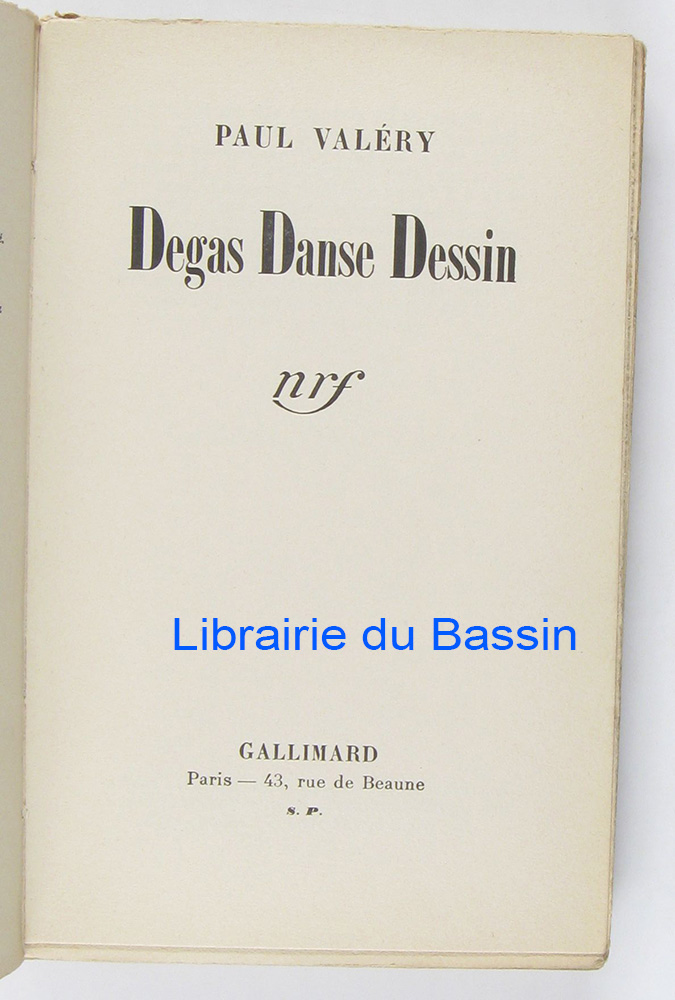 PAUL VALÉRY
Degas Danse Dessin
nrf
Librairie du Bassin
GALLIMARD
Paris — 43, rue de Beaune
S. P.